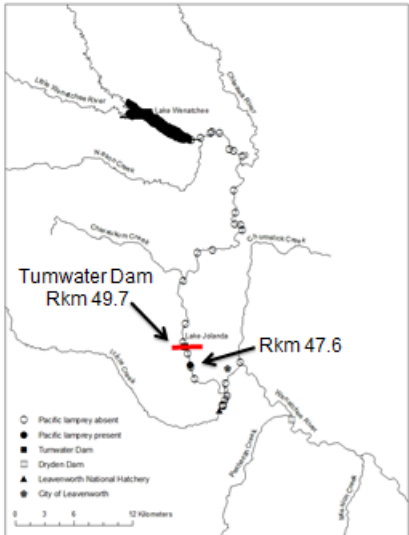 Little Wenatchee River
Chiwawa River
Lake Wenatchee
Nason Creek
Chiwaukum Creek
Chumstick Creek
Tumwater Dam
Rkm 49.7
Lake Jolanda
Rkm 47.6
Icicle Creek
Wenatchee River
Peshastin Creek
Mission Creek
Pacific lamprey absent
Pacific lamprey present
Tumwater Dam
Dryden Dam
Leavenworth National Hatchery
City of Leavenworth
0 3 6 12 Kilometers